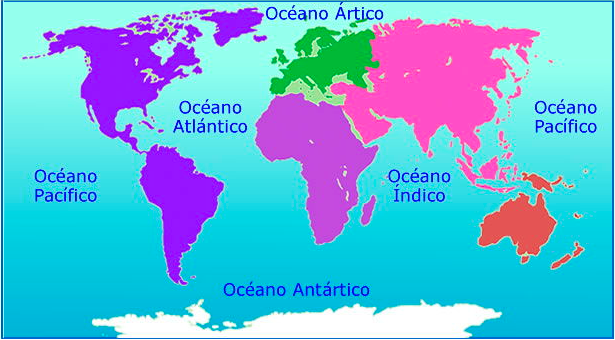 Océano Ártico
Océano
Atlántico
Océano
Pacífico
Océano
Pacífico
Océano
Índico
Océano Antártico